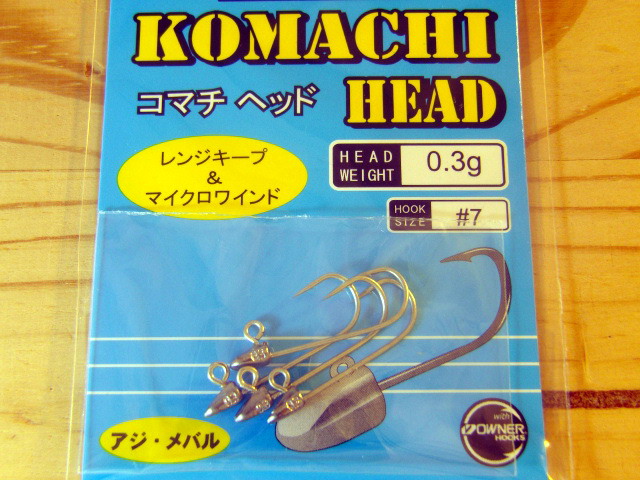 KOMACHI
コマチ ヘッド HEAD
レンジキープ
&
マイクロワインド
HEAD
WEIGHT
0.3g
HOOK
SIZE
#7
アジ・メバル
with
OWNER
HOOKS